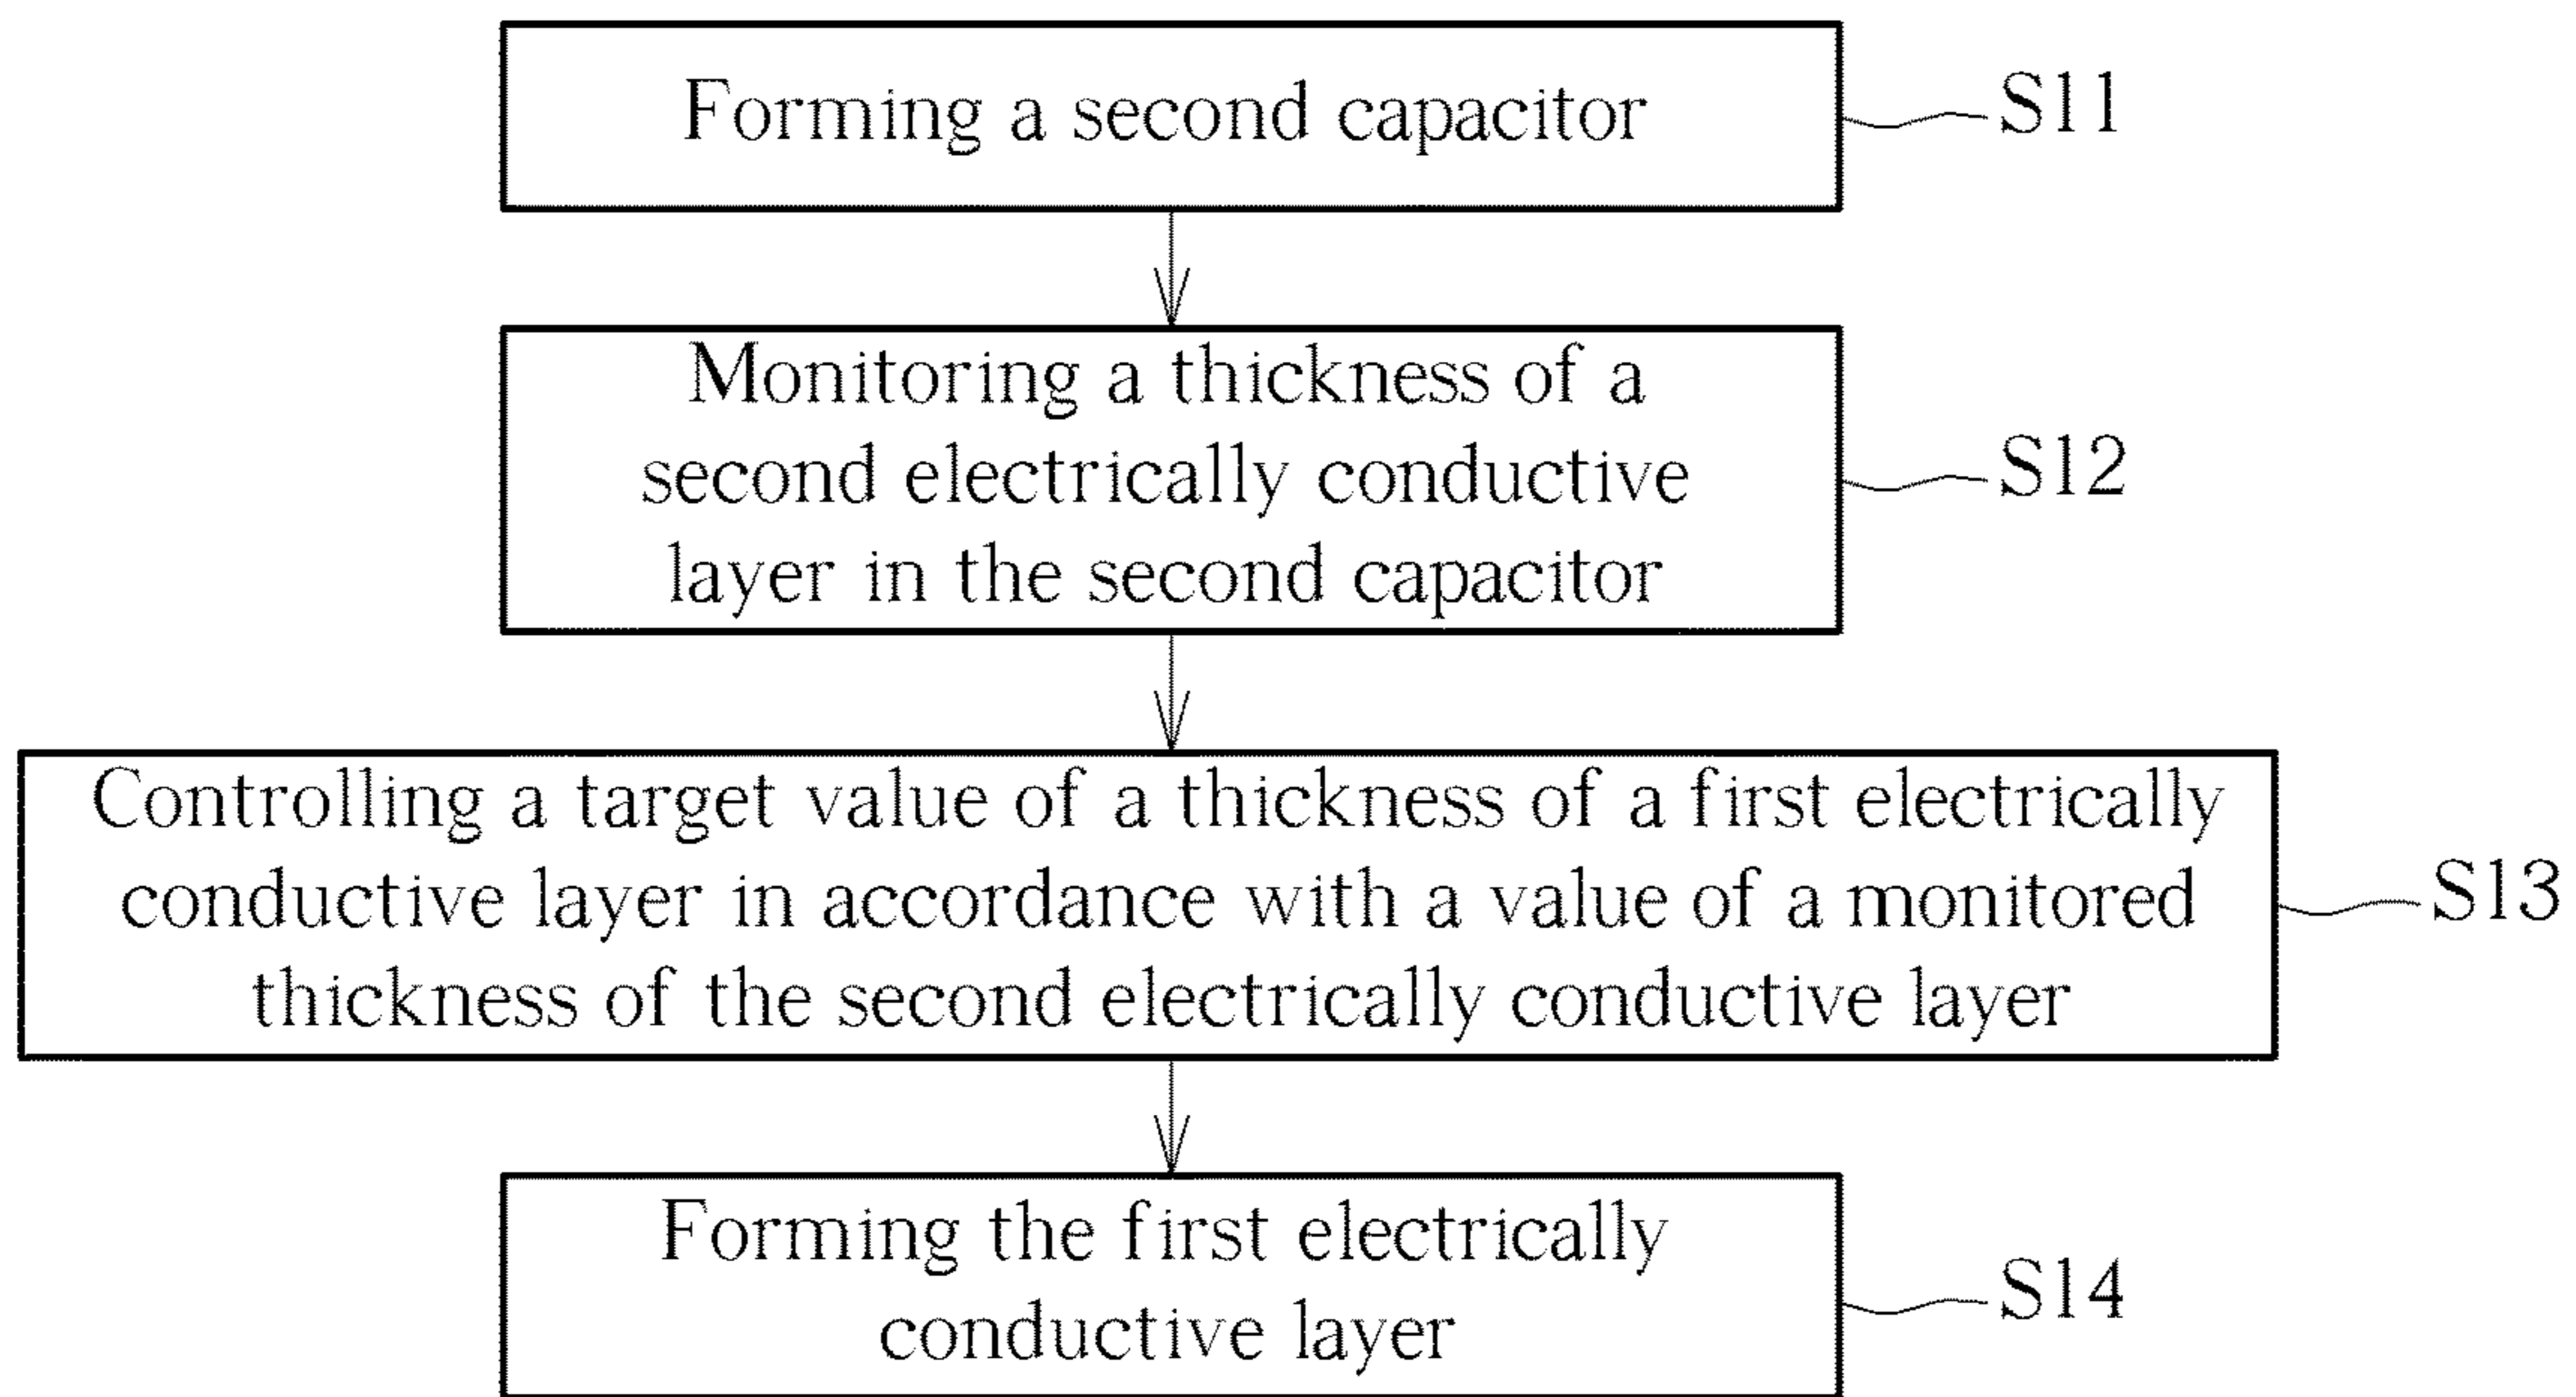 Forming a second capacitor
S11
Monitoring a thickness of a
second electrically conductive
layer in the second capacitor
S12
Controlling a target value of a thickness of a first electrically
conductive layer in accordance with a value of a monitored
thickness of the second electrically conductive layer
S13
Forming the first electrically
conductive layer
S14